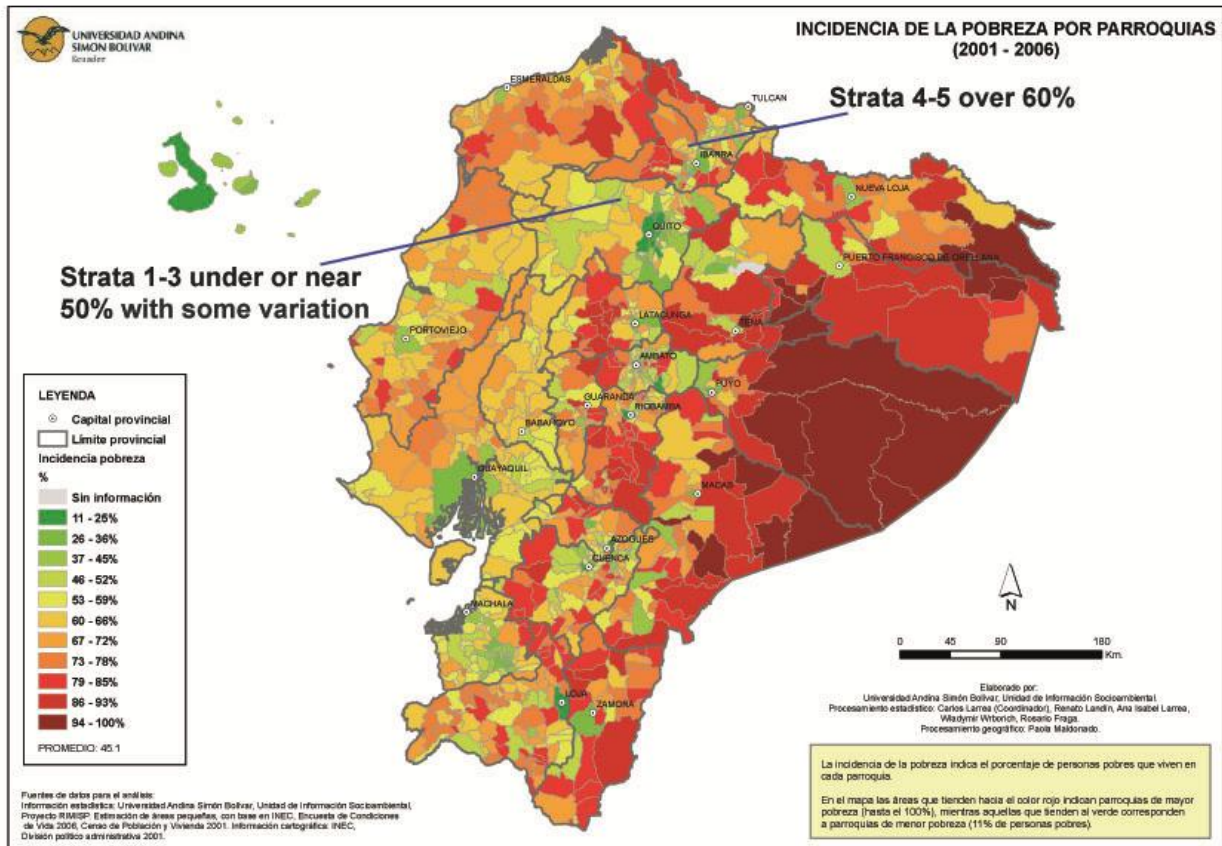 UNIVERSIDAD ANDINA
SIMON BOLIVAR
Ecuador
INCIDENCIA DE LA POBREZA POR PARROQUIAS
(2001 - 2006)
Strata 4-5 over 60%
Strata 1-3 under or near
50% with some variation
ESMERALDAS
TULCAN
IBARRA
NUEVA LOJA
QUITO
PUERTO FRANCISCO DE ORELLANA
PORTOVIEJO
LATACUNGA
TENA
AMBATO
PUYO
GUARANDA
RIOBAMBA
BABAHOYO
GUAYAQUIL
MACAS
AZOGUES
CUENCA
MACHALA
LOJA
ZAMORA
LEYENDA
Capital provincial
Límite provincial
Incidencia pobreza
%
Sin información
11 - 25%
26 - 36%
37 - 45%
46 - 52%
53 - 59%
60 - 66%
67 - 72%
73 - 78%
79 - 85%
86 - 93%
94 - 100%
PROMEDIO: 45.1
N
0 45 90 180
Km.
Elaborado por:
Universidad Andina Simón Bolívar, Unidad de Información Socioambiental.
Procesamiento estadístico: Carlos Larrea (Coordinador), Renato Landín, Ana Isabel Larrea,
Wladymir Wrborich, Rosario Fraga.
Procesamiento geográfico: Paola Maldonado.
La incidencia de la pobreza indica el porcentaje de personas pobres que viven en
cada parroquia.
En el mapa las áreas que tienden hacia el color rojo indican parroquias de mayor
pobreza (hasta el 100%), mientras aquellas que tienden al verde corresponden
a parroquias de menor pobreza (11% de personas pobres).
Fuentes de datos para el análisis:
Información estadística: Universidad Andina Simón Bolívar, Unidad de Información Socioambiental,
Proyecto RIMISP. Estimación de áreas pequeñas, con base en INEC, Encuesta de Condiciones
de Vida 2006, Censo de Población y Vivienda 2001. Información cartográfica: INEC,
División político administrativa 2001.